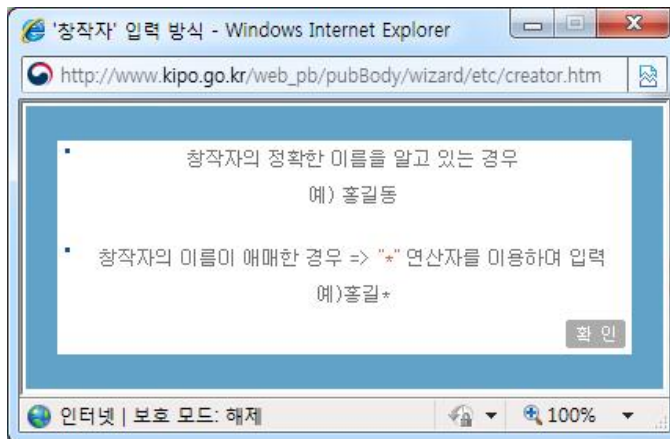 '창작자' 입력 방식 - Windows Internet Explorer
http://www.kipo.go.kr/web_pb/pubBody/wizard/etc/creator.htm
창작자의 정확한 이름을 알고 있는 경우
예) 홍길동
창작자의 이름이 애매한 경우 => "*" 연산자를 이용하여 입력
예)홍길*
확 인
인터넷 | 보호 모드: 해제
100%